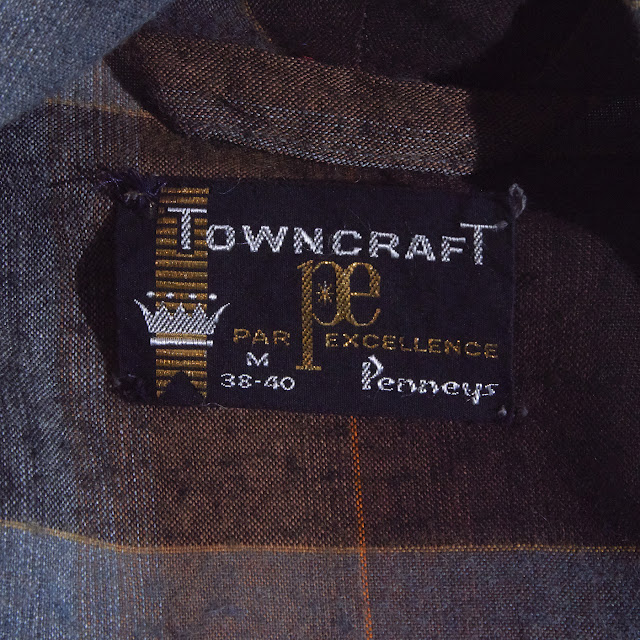 TOWNCRAFT
pe
PAR EXCELLENCE
M
38-40
Penneys